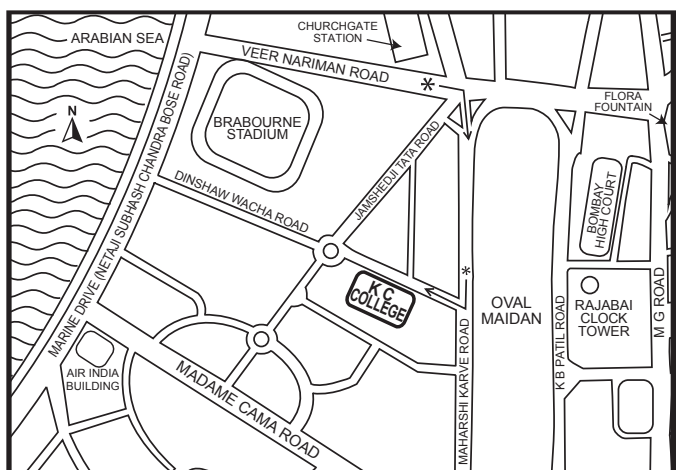 CHURCHGATE
STATION
ARABIAN SEA
VEER NARIMAN ROAD
*
FLORA
FOUNTAIN
N
BRABOURNE
STADIUM
MARINE DRIVE (NETAJI SUBHASH CHANDRA BOSE ROAD)
JAMSHEDJI TATA ROAD
DINSHAW WACHA ROAD
BOMBAY
HIGH COURT
*
K C
COLLEGE
OVAL
MAIDAN
RAJABAI
CLOCK
TOWER
M G ROAD
K B PATIL ROAD
MAHARSHI KARVE ROAD
AIR INDIA
BUILDING
MADAME CAMA ROAD